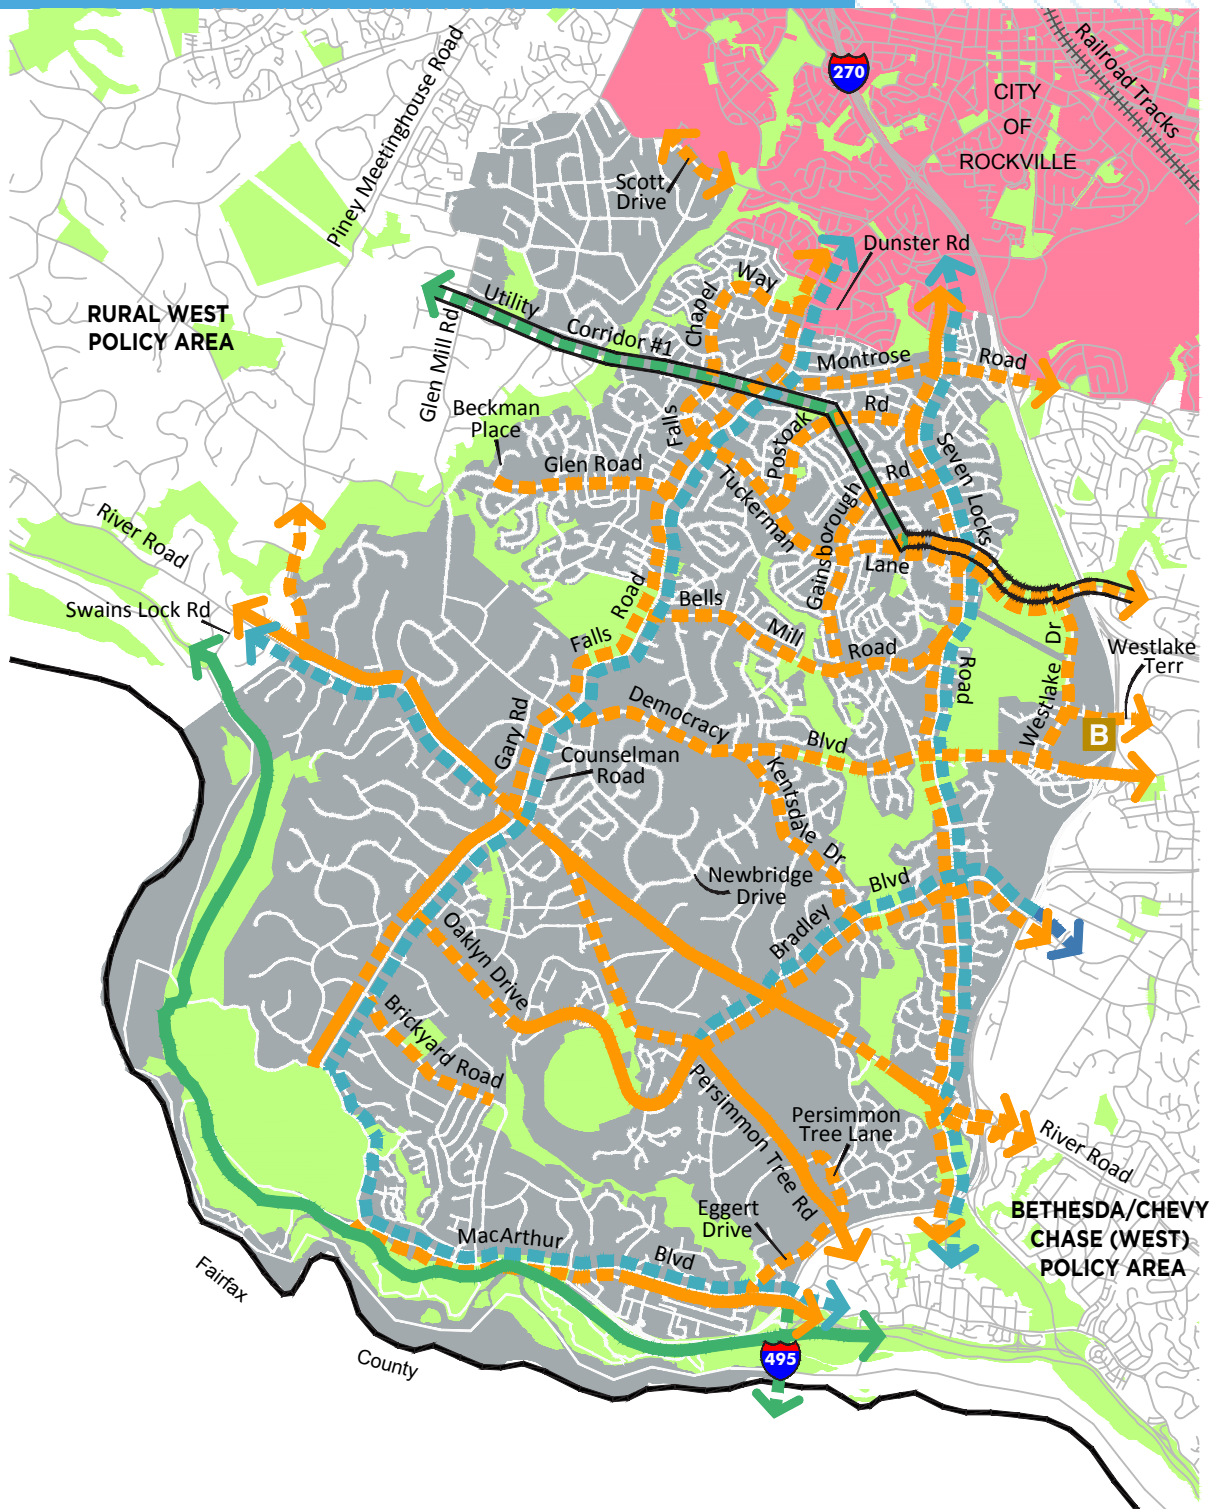 270
CITY
OF
ROCKVILLE
Railroad Tracks
Piney Meetinghouse Road
Scott
Drive
Dunster Rd
Way
Chapel
Utility
Corridor #1
RURAL WEST
POLICY AREA
Glen Mill Rd
Montrose
Road
Beckman
Place
Falls
Rd
Postoak
Glen Road
Tuckerman
Rd
Seven Locks
Gainsborough
Lane
River Road
Swains Lock Rd
Road
Falls
Bells
Mill
Road
Road
Dr
Westlake
Westlake
Terr
B
Gary Rd
Democracy
Blvd
Counselman
Road
Kentsdale Dr
Newbridge
Drive
Blvd
Bradley
Oaklyn Drive
Brickyard Road
Persimmon Tree Rd
Persimmon
Tree Lane
River Road
Eggert
Drive
BETHESDA/CHEVY
CHASE (WEST)
POLICY AREA
MacArthur
Blvd
Fairfax
County
495